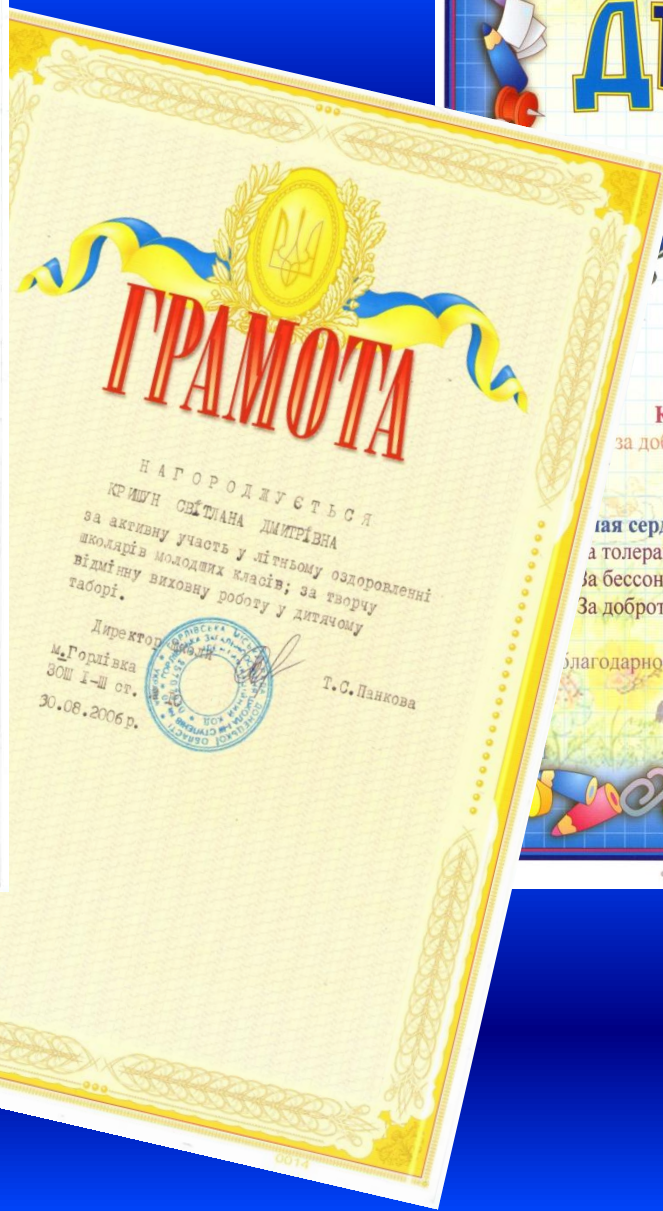 ГРАМОТА
НАГОРОДЖУЄТЬСЯ
КРИШУН СВІТЛАНА ДМИТРІВНА
за активну участь у літньому оздоровленні
школярів молодших класів; за творчу
відмінну виховну роботу у дитячому
таборі.
Директор школи
м.Горлівка
ЗОШ І-Ш ст.
Т.С.Панкова
30.08.2006р.
0014
за доб
ная серд
а толера
За бессон
За доброт
благодарно